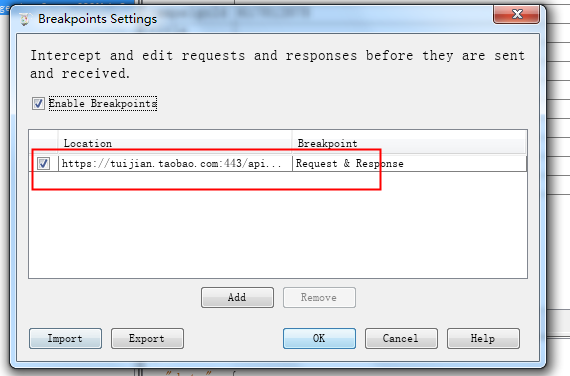 Breakpoints Settings
Intercept and edit requests and responses before they are sent
and received.
Enable Breakpoints
Location Breakpoint
https://tuijian.taobao.com:443/api... Request & Response
Add Remove
Import Export OK Cancel Help